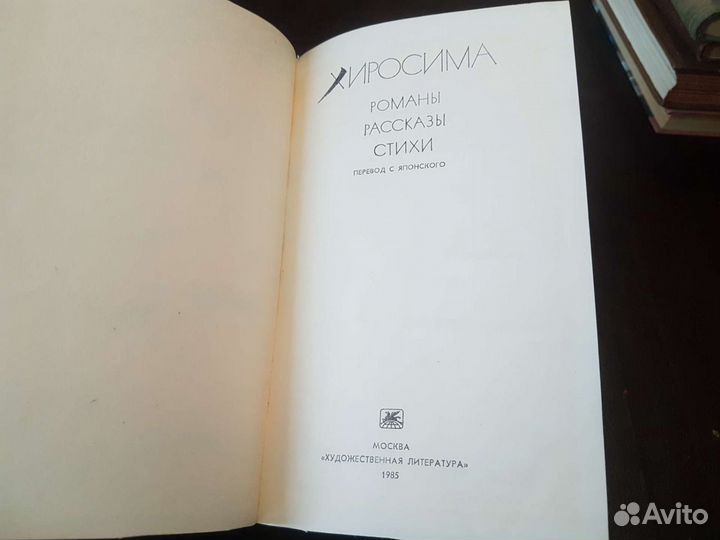 ХИРОСИМА
РОМАНЫ
РАССКАЗЫ
СТИХИ
ПЕРЕВОД С ЯПОНСКОГО
МОСКВА
«ХУДОЖЕСТВЕННАЯ ЛИТЕРАТУРА»
1985
Avito